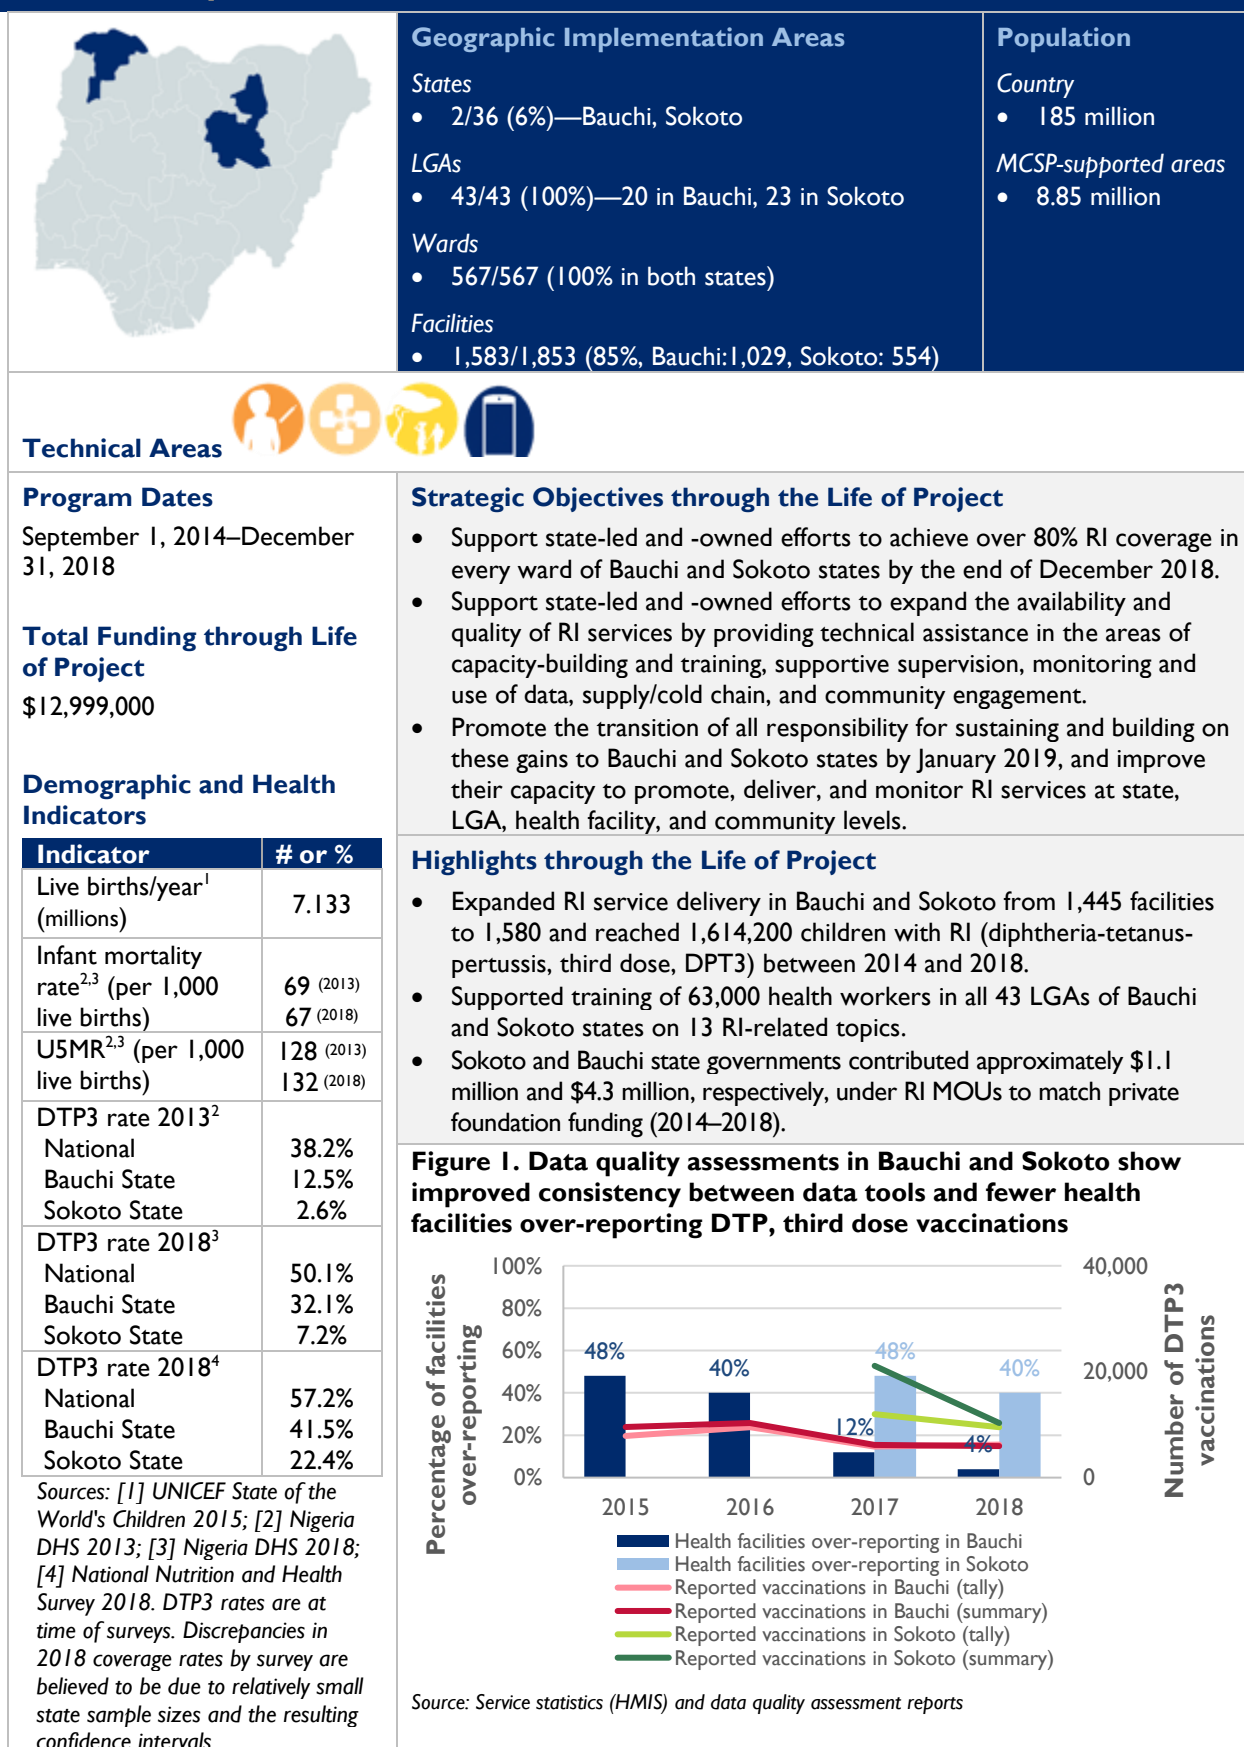 Geographic Implementation Areas
States
• 2/36 (6%)—Bauchi, Sokoto
LGAs
• 43/43 (100%)—20 in Bauchi, 23 in Sokoto
Wards
• 567/567 (100% in both states)
Facilities
• 1,583/1,853 (85%, Bauchi:1,029, Sokoto: 554)
Population
Country
• 185 million
MCSP-supported areas
• 8.85 million
Technical Areas
Program Dates
September 1, 2014–December
31, 2018
Total Funding through Life
of Project
$12,999,000
Demographic and Health
Indicators
Indicator # or %
Live births/year1
(millions) 7.133
Infant mortality
rate2,3 (per 1,000 69 (2013)
live births) 67 (2018)
U5MR2,3 (per 1,000 128 (2013)
live births) 132 (2018)
DTP3 rate 20132
National 38.2%
Bauchi State 12.5%
Sokoto State 2.6%
DTP3 rate 20183
National 50.1%
Bauchi State 32.1%
Sokoto State 7.2%
DTP3 rate 20184
National 57.2%
Bauchi State 41.5%
Sokoto State 22.4%
Sources: [1] UNICEF State of the
World's Children 2015; [2] Nigeria
DHS 2013; [3] Nigeria DHS 2018;
[4] National Nutrition and Health
Survey 2018. DTP3 rates are at
time of surveys. Discrepancies in
2018 coverage rates by survey are
believed to be due to relatively small
state sample sizes and the resulting
confidence intervals
Strategic Objectives through the Life of Project
• Support state-led and -owned efforts to achieve over 80% RI coverage in
every ward of Bauchi and Sokoto states by the end of December 2018.
• Support state-led and -owned efforts to expand the availability and
quality of RI services by providing technical assistance in the areas of
capacity-building and training, supportive supervision, monitoring and
use of data, supply/cold chain, and community engagement.
• Promote the transition of all responsibility for sustaining and building on
these gains to Bauchi and Sokoto states by January 2019, and improve
their capacity to promote, deliver, and monitor RI services at state,
LGA, health facility, and community levels.
Highlights through the Life of Project
• Expanded RI service delivery in Bauchi and Sokoto from 1,445 facilities
to 1,580 and reached 1,614,200 children with RI (diphtheria-tetanus-
pertussis, third dose, DPT3) between 2014 and 2018.
• Supported training of 63,000 health workers in all 43 LGAs of Bauchi
and Sokoto states on 13 RI-related topics.
• Sokoto and Bauchi state governments contributed approximately $1.1
million and $4.3 million, respectively, under RI MOUs to match private
foundation funding (2014–2018).
Figure 1. Data quality assessments in Bauchi and Sokoto show
improved consistency between data tools and fewer health
facilities over-reporting DTP, third dose vaccinations
Percentage of facilities
over-reporting
100%
80%
60%
40%
20%
0%
48%
40%
12%
48%
4%
40%
40,000
20,000
0
Number of DTP3
vaccinations
2015 2016 2017 2018
Health facilities over-reporting in Bauchi
Health facilities over-reporting in Sokoto
Reported vaccinations in Bauchi (tally)
Reported vaccinations in Bauchi (summary)
Reported vaccinations in Sokoto (tally)
Reported vaccinations in Sokoto (summary)
Source: Service statistics (HMIS) and data quality assessment reports